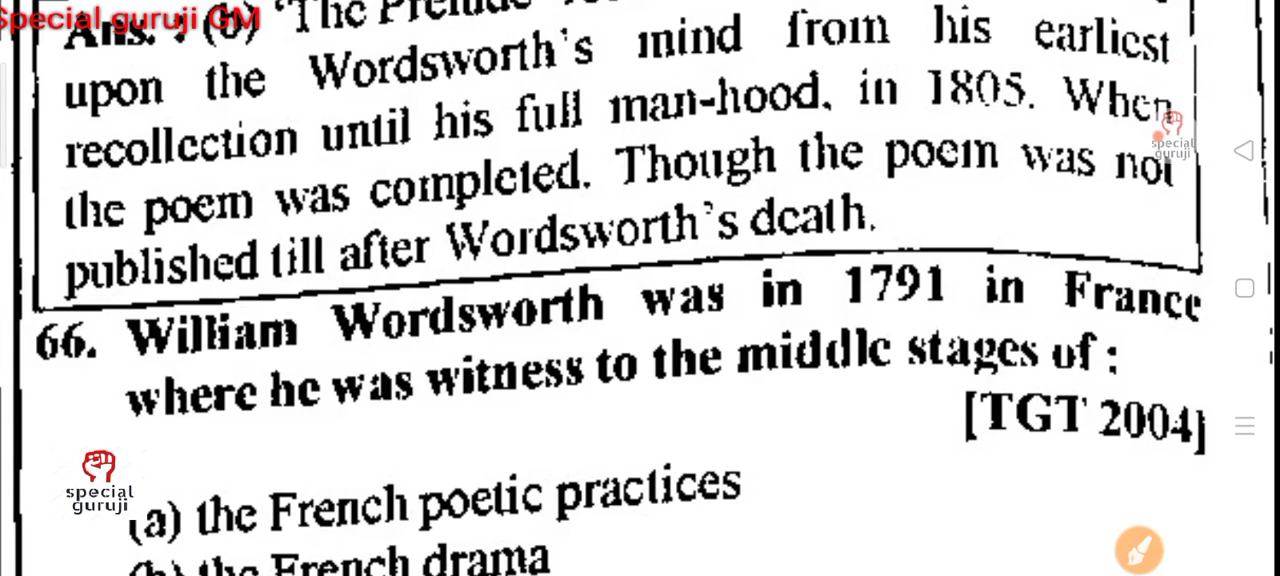 Special guruji GM
Ans. : (b) 'The Prelude'
upon the Wordsworth's mind from his earliest
recollection until his full man-hood, in 1805. When
the poem was completed. Though the poem was not
published till after Wordsworth's death.
special
guruji
66. William Wordsworth was in 1791 in France
where he was witness to the middle stages of :
[TGT 2004]
special
guruji
(a) the French poetic practices
(b) the French drama